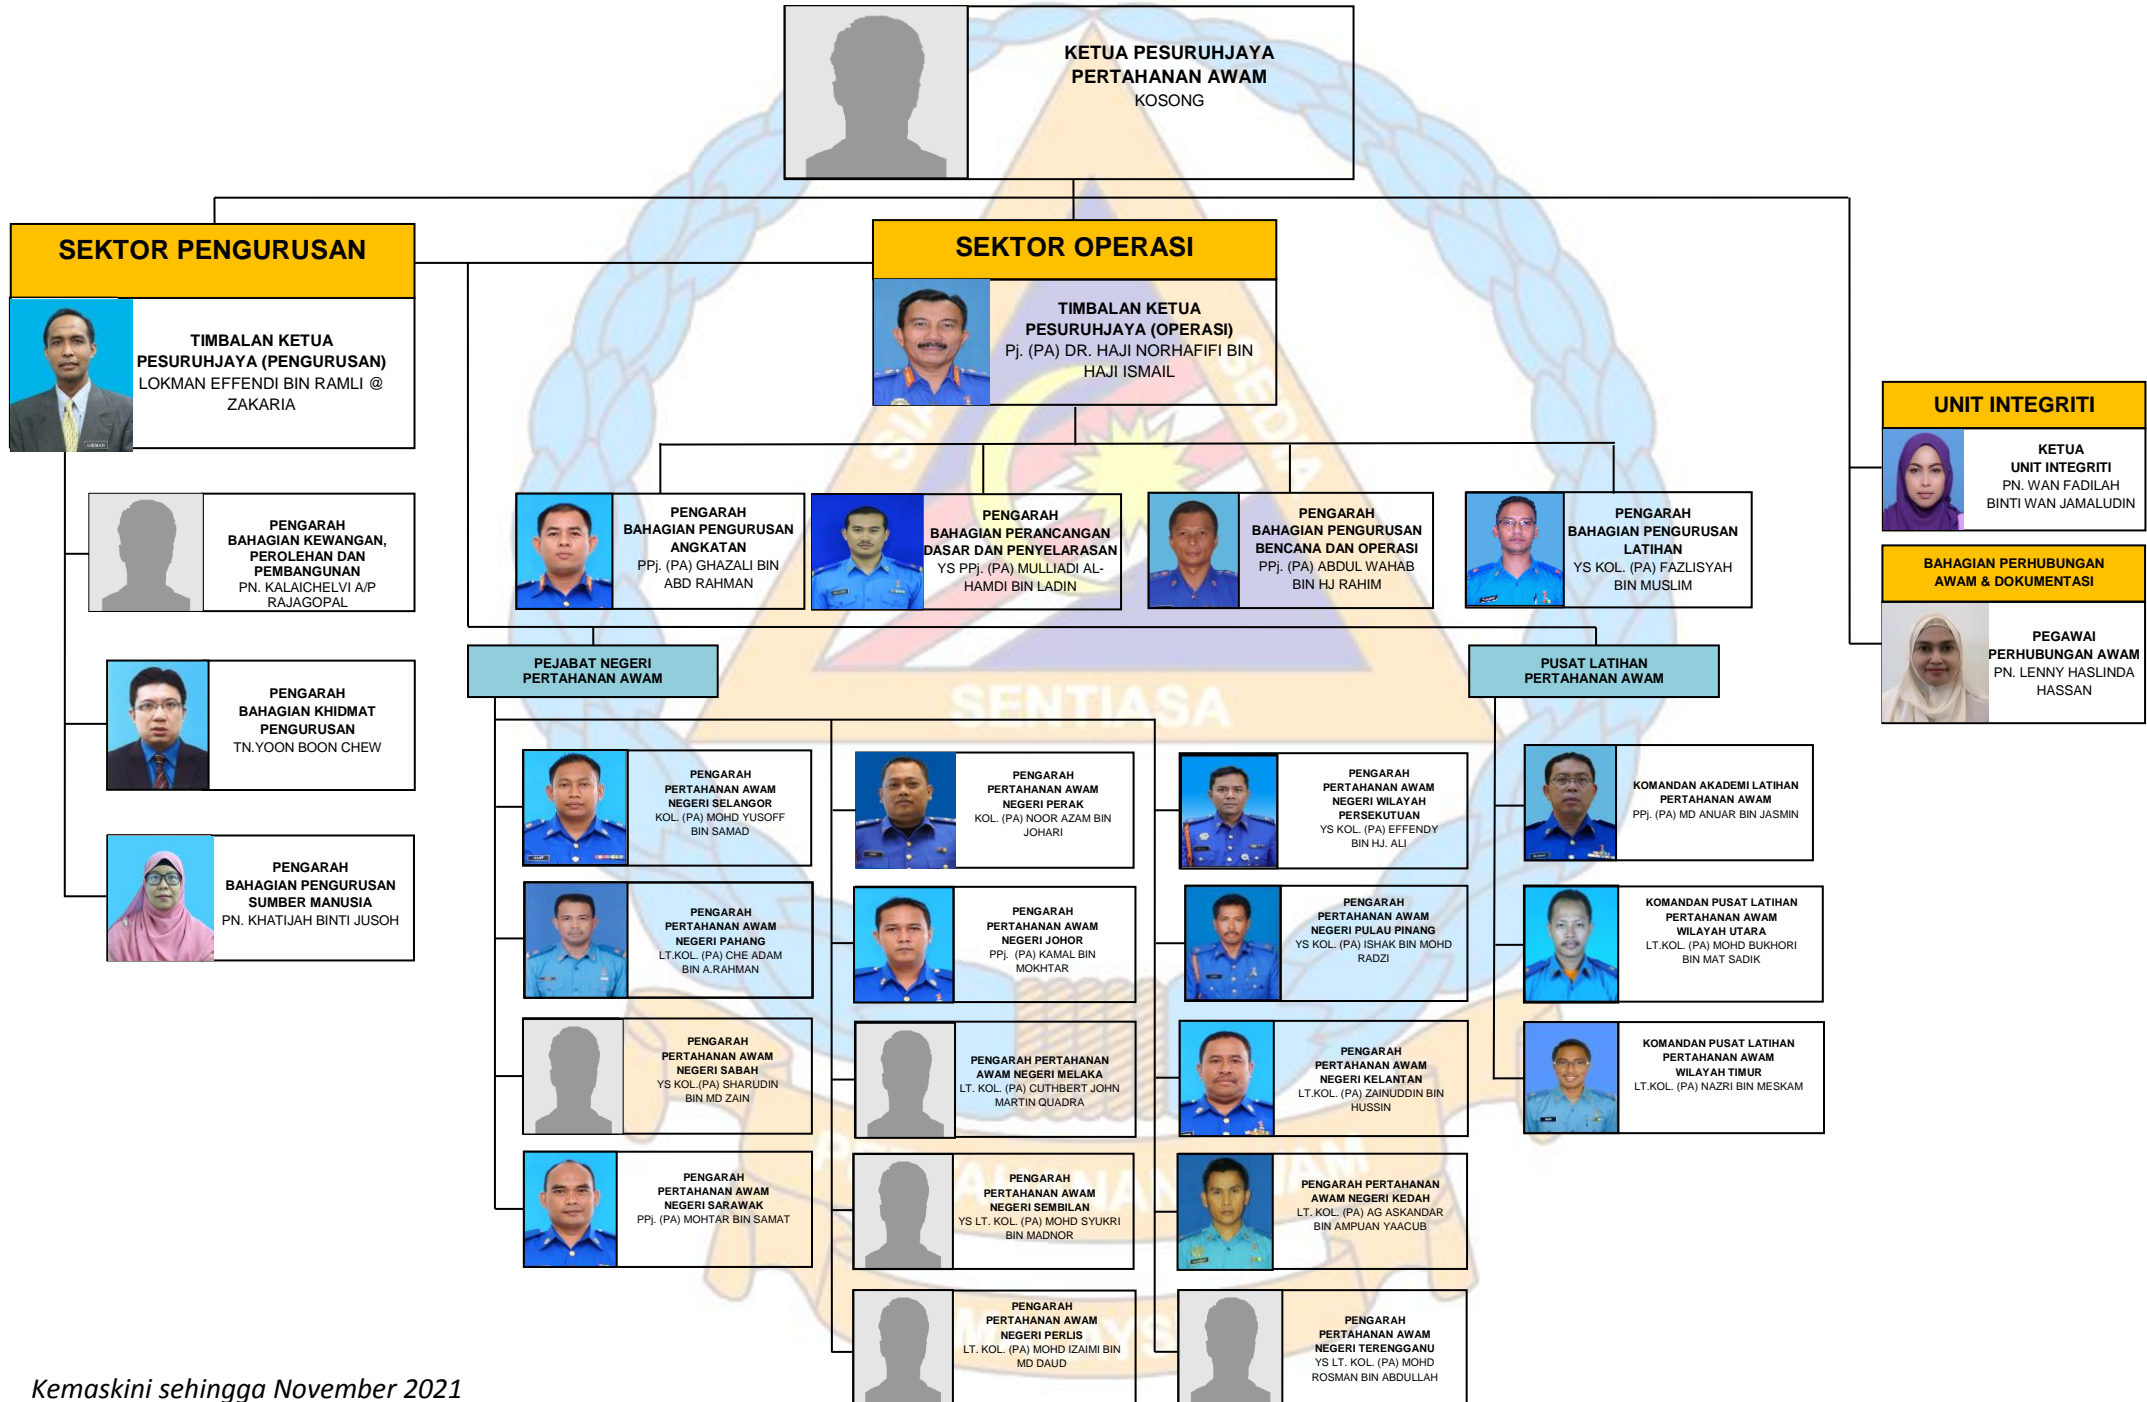 KETUA PESURUHJAYA
PERTAHANAN AWAM
KOSONG
SEKTOR PENGURUSAN
TIMBALAN KETUA
PESURUHJAYA (PENGURUSAN)
LOKMAN EFFENDI BIN RAMLI @
ZAKARIA
PENGARAH
BAHAGIAN KEWANGAN,
PEROLEHAN DAN
PEMBANGUNAN
PN. KALAICHELVI A/P
RAJAGOPAL
PENGARAH
BAHAGIAN KHIDMAT
PENGURUSAN
TN.YOON BOON CHEW
PENGARAH
BAHAGIAN PENGURUSAN
SUMBER MANUSIA
PN. KHATIJAH BINTI JUSOH
SEKTOR OPERASI
TIMBALAN KETUA
PESURUHJAYA (OPERASI)
Pj. (PA) DR. HAJI NORHAFIFI BIN
HAJI ISMAIL
PENGARAH
BAHAGIAN PENGURUSAN
ANGKATAN
PPj. (PA) GHAZALI BIN
ABD RAHMAN
PENGARAH
BAHAGIAN PERANCANGAN
DASAR DAN PENYELARASAN
YS PPj. (PA) MULLIADI AL-
HAMDI BIN LADIN
PENGARAH
BAHAGIAN PENGURUSAN
BENCANA DAN OPERASI
PPj. (PA) ABDUL WAHAB
BIN HJ RAHIM
PENGARAH
BAHAGIAN PENGURUSAN
LATIHAN
YS KOL. (PA) FAZLISYAH
BIN MUSLIM
UNIT INTEGRITI
KETUA
UNIT INTEGRITI
PN. WAN FADILAH
BINTI WAN JAMALUDIN
BAHAGIAN PERHUBUNGAN
AWAM & DOKUMENTASI
PEGAWAI
PERHUBUNGAN AWAM
PN. LENNY HASLINDA
HASSAN
PEJABAT NEGERI
PERTAHANAN AWAM
PENGARAH
PERTAHANAN AWAM
NEGERI SELANGOR
KOL. (PA) MOHD YUSOFF
BIN SAMAD
PENGARAH
PERTAHANAN AWAM
NEGERI PAHANG
LT.KOL. (PA) CHE ADAM
BIN A.RAHMAN
PENGARAH
PERTAHANAN AWAM
NEGERI SABAH
YS KOL.(PA) SHARUDIN
BIN MD ZAIN
PENGARAH
PERTAHANAN AWAM
NEGERI SARAWAK
PPj. (PA) MOHTAR BIN SAMAT
PENGARAH
PERTAHANAN AWAM
NEGERI PERAK
KOL. (PA) NOOR AZAM BIN
JOHARI
PENGARAH
PERTAHANAN AWAM
NEGERI JOHOR
PPj. (PA) KAMAL BIN
MOKHTAR
PENGARAH PERTAHANAN
AWAM NEGERI MELAKA
LT. KOL. (PA) CUTHBERT JOHN
MARTIN QUADRA
PENGARAH
PERTAHANAN AWAM
NEGERI SEMBILAN
YS LT. KOL. (PA) MOHD SYUKRI
BIN MADNOR
PENGARAH
PERTAHANAN AWAM
NEGERI PERLIS
LT. KOL. (PA) MOHD IZAIMI BIN
MD DAUD
PENGARAH
PERTAHANAN AWAM
NEGERI WILAYAH
PERSEKUTUAN
YS KOL. (PA) EFFENDY
BIN HJ. ALI
PENGARAH
PERTAHANAN AWAM
NEGERI PULAU PINANG
YS KOL. (PA) ISHAK BIN MOHD
RADZI
PENGARAH
PERTAHANAN AWAM
NEGERI KELANTAN
LT.KOL. (PA) ZAINUDDIN BIN
HUSSIN
PENGARAH PERTAHANAN
AWAM NEGERI KEDAH
LT. KOL. (PA) AG ASKANDAR
BIN AMPUAN YAACUB
PENGARAH
PERTAHANAN AWAM
NEGERI TERENGGANU
YS LT. KOL. (PA) MOHD
ROSMAN BIN ABDULLAH
PUSAT LATIHAN
PERTAHANAN AWAM
KOMANDAN AKADEMI LATIHAN
PERTAHANAN AWAM
PPj. (PA) MD ANUAR BIN JASMIN
KOMANDAN PUSAT LATIHAN
PERTAHANAN AWAM
WILAYAH UTARA
LT.KOL. (PA) MOHD BUKHORI
BIN MAT SADIK
KOMANDAN PUSAT LATIHAN
PERTAHANAN AWAM
WILAYAH TIMUR
LT.KOL. (PA) NAZRI BIN MESKAM
SEDIA
SENTIASA
Kemaskini sehingga November 2021